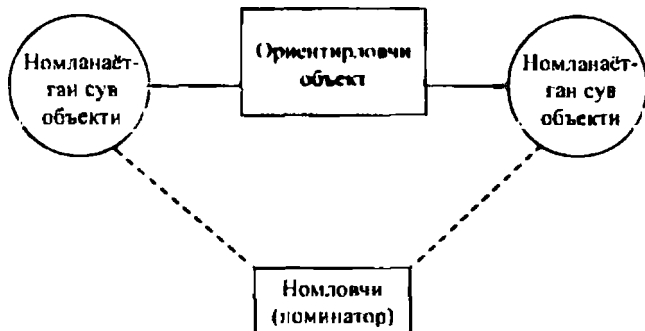 Номланаёт-
ган сув
объекти
Ориентирловчи
объект
Номланаёт-
ган сув
объекти
Номловчи
(номинатор)